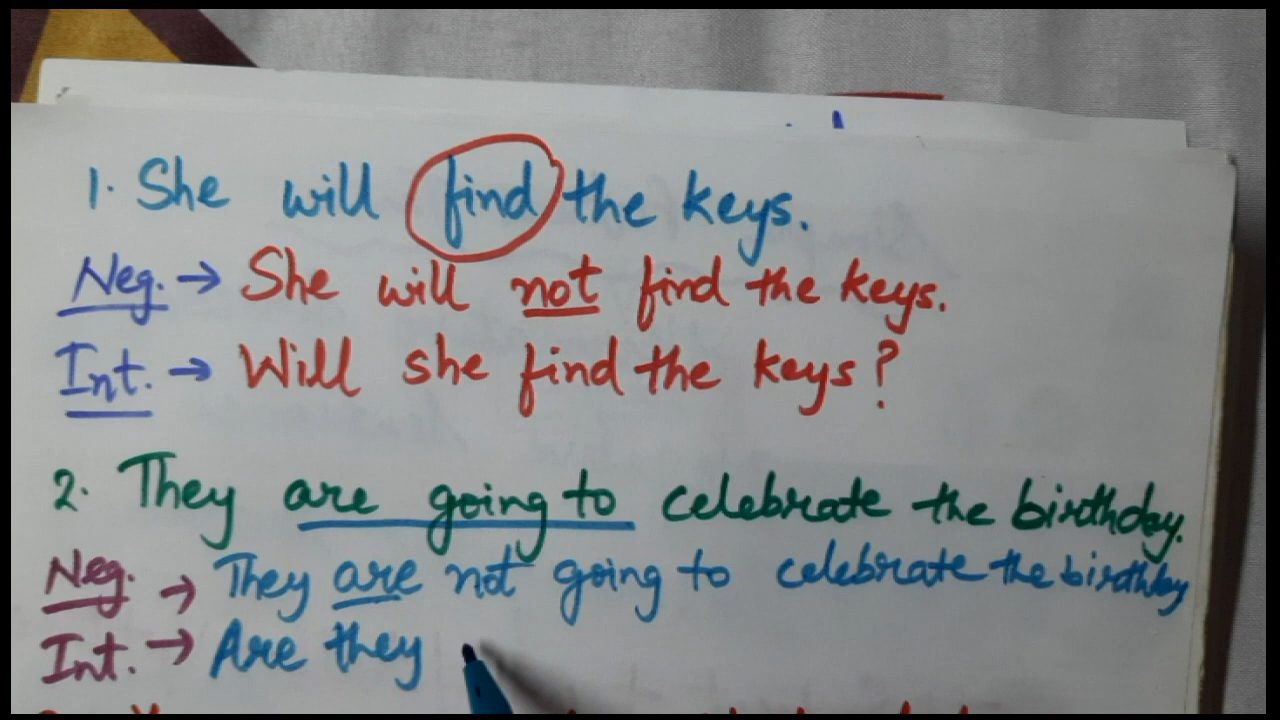 1. She will find the keys.
Neg. → She will not find the keys.
Int. → Will she find the keys?
2. They are going to celebrate the birthday.
Neg. → They are not going to celebrate the birthday
Int. → Are they